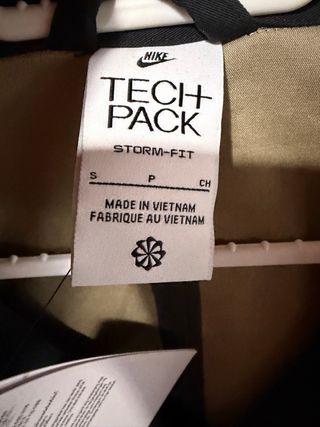 NIKE
TECH
PACK
STORM-FIT
S P CH
MADE IN VIETNAM
FABRIQUE AU VIETNAM